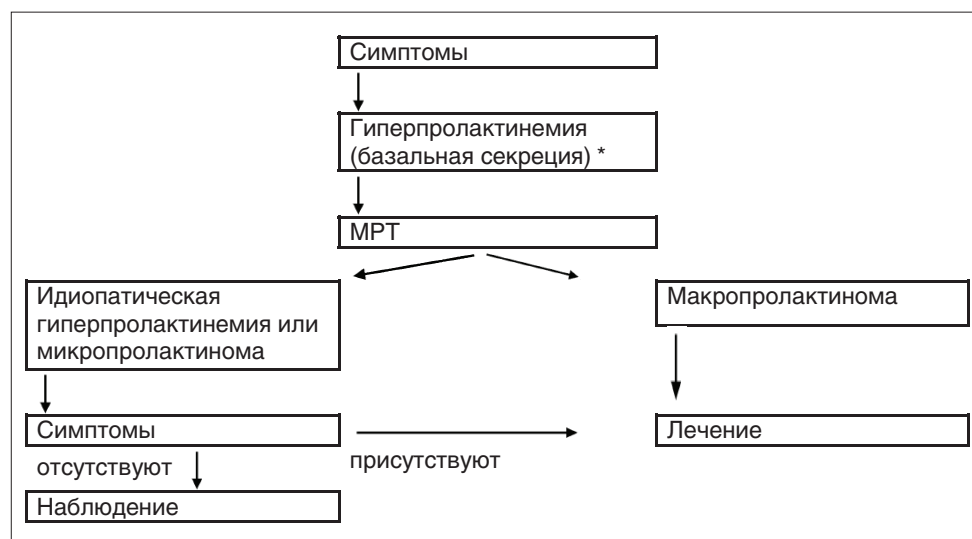 Симптомы
Гиперпролактинемия
(базальная секреция) *
МРТ
Идиопатическая
гиперпролактинемия или
микропролактинома
Макропролактинома
Симптомы
Лечение
отсутствуют
присутствуют
Наблюдение